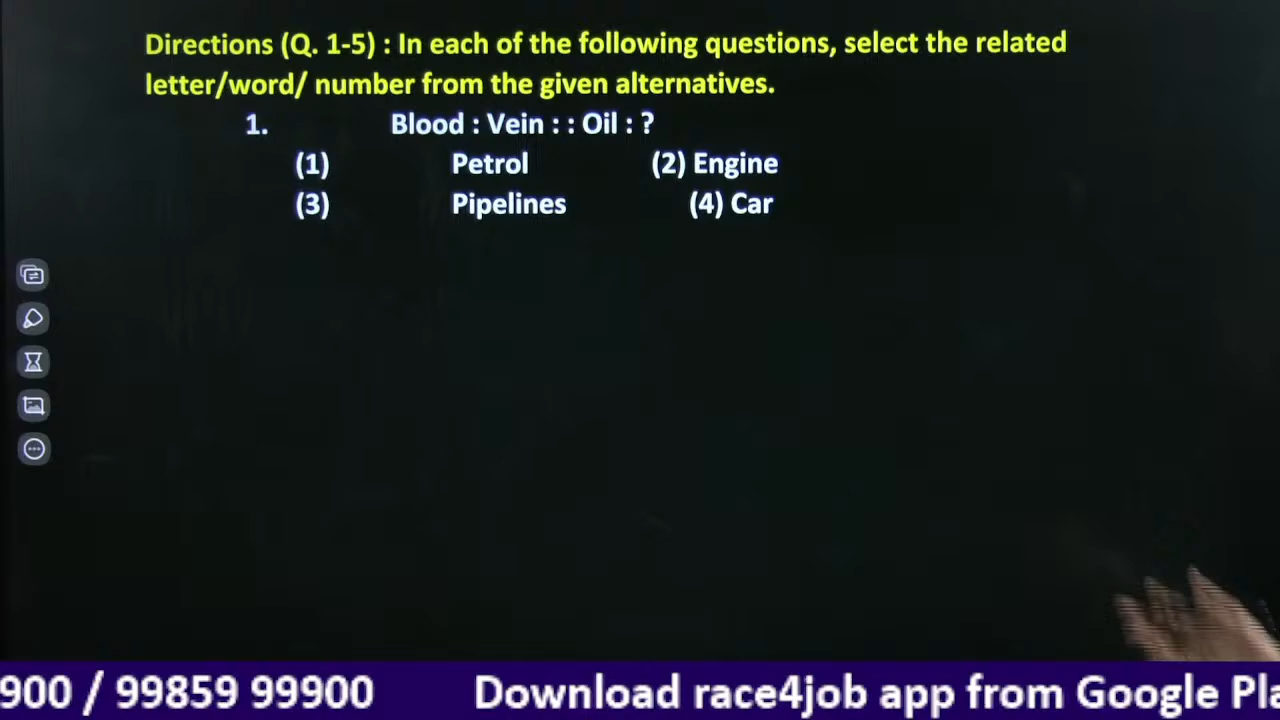 Directions (Q. 1-5) : In each of the following questions, select the related
letter/word/ number from the given alternatives.
1. Blood : Vein : : Oil : ?
(1) Petrol (2) Engine
(3) Pipelines (4) Car
900 / 99859 99900 Download race4job app from Google Pla